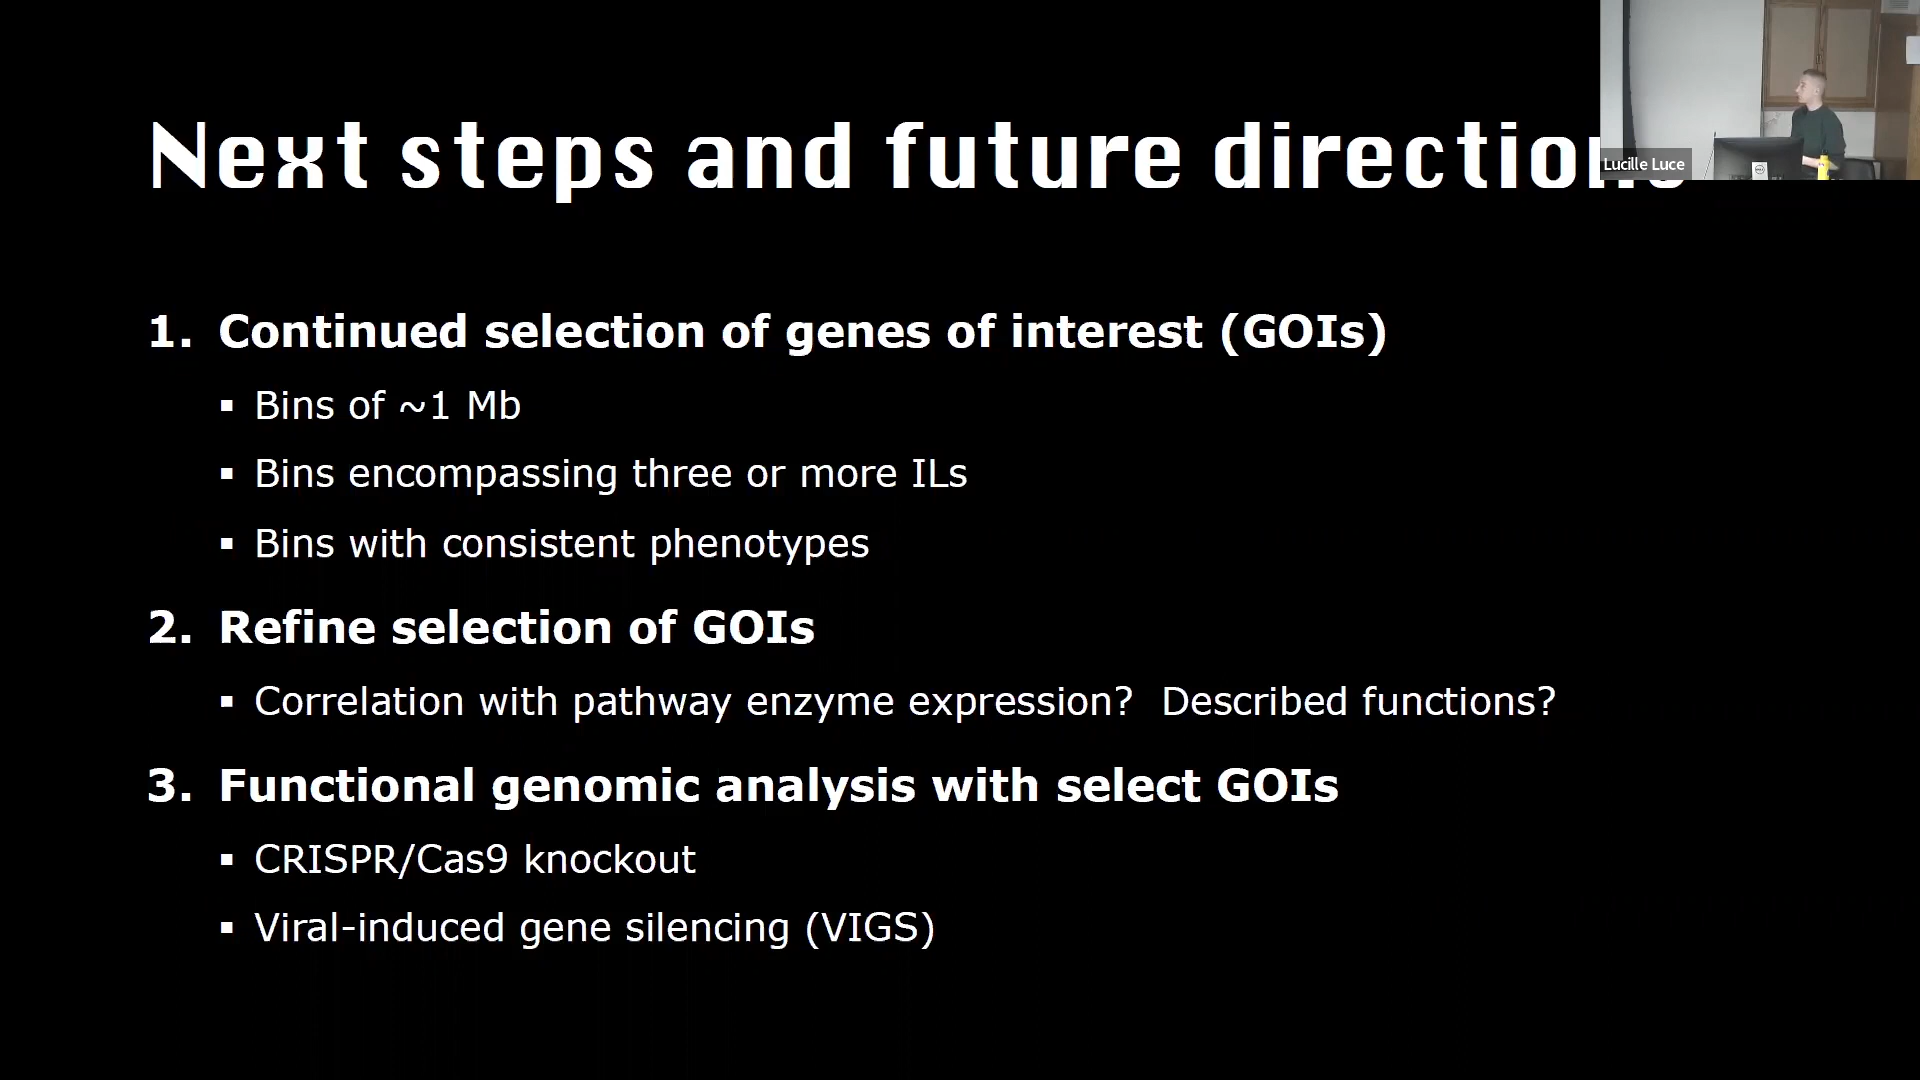 Next steps and future directions
Lucille Luce
1. Continued selection of genes of interest (GOIs)
▪ Bins of ~1 Mb
▪ Bins encompassing three or more ILs
▪ Bins with consistent phenotypes
2. Refine selection of GOIs
▪ Correlation with pathway enzyme expression? Described functions?
3. Functional genomic analysis with select GOIs
▪ CRISPR/Cas9 knockout
▪ Viral-induced gene silencing (VIGS)